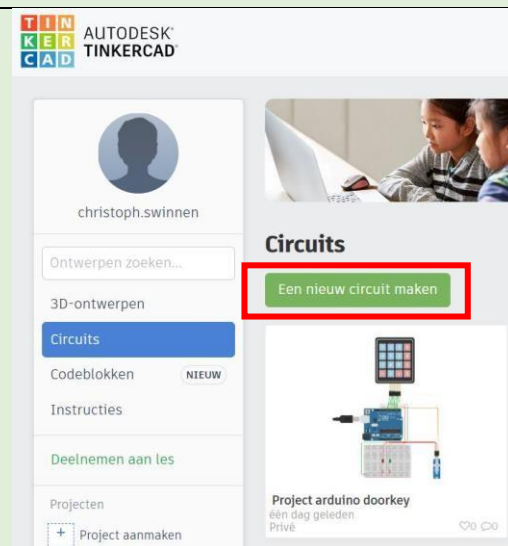 TIN
KER
CAD
AUTODESK®
TINKERCAD®
christoph.swinnen
Ontwerpen zoeken...
3D-ontwerpen
Circuits
Codeblokken NIEUW
Instructies
Deelnemen aan les
Projecten
+ Project aanmaken
Circuits
Een nieuw circuit maken
Project arduino doorkey
één dag geleden
Privé
0 0